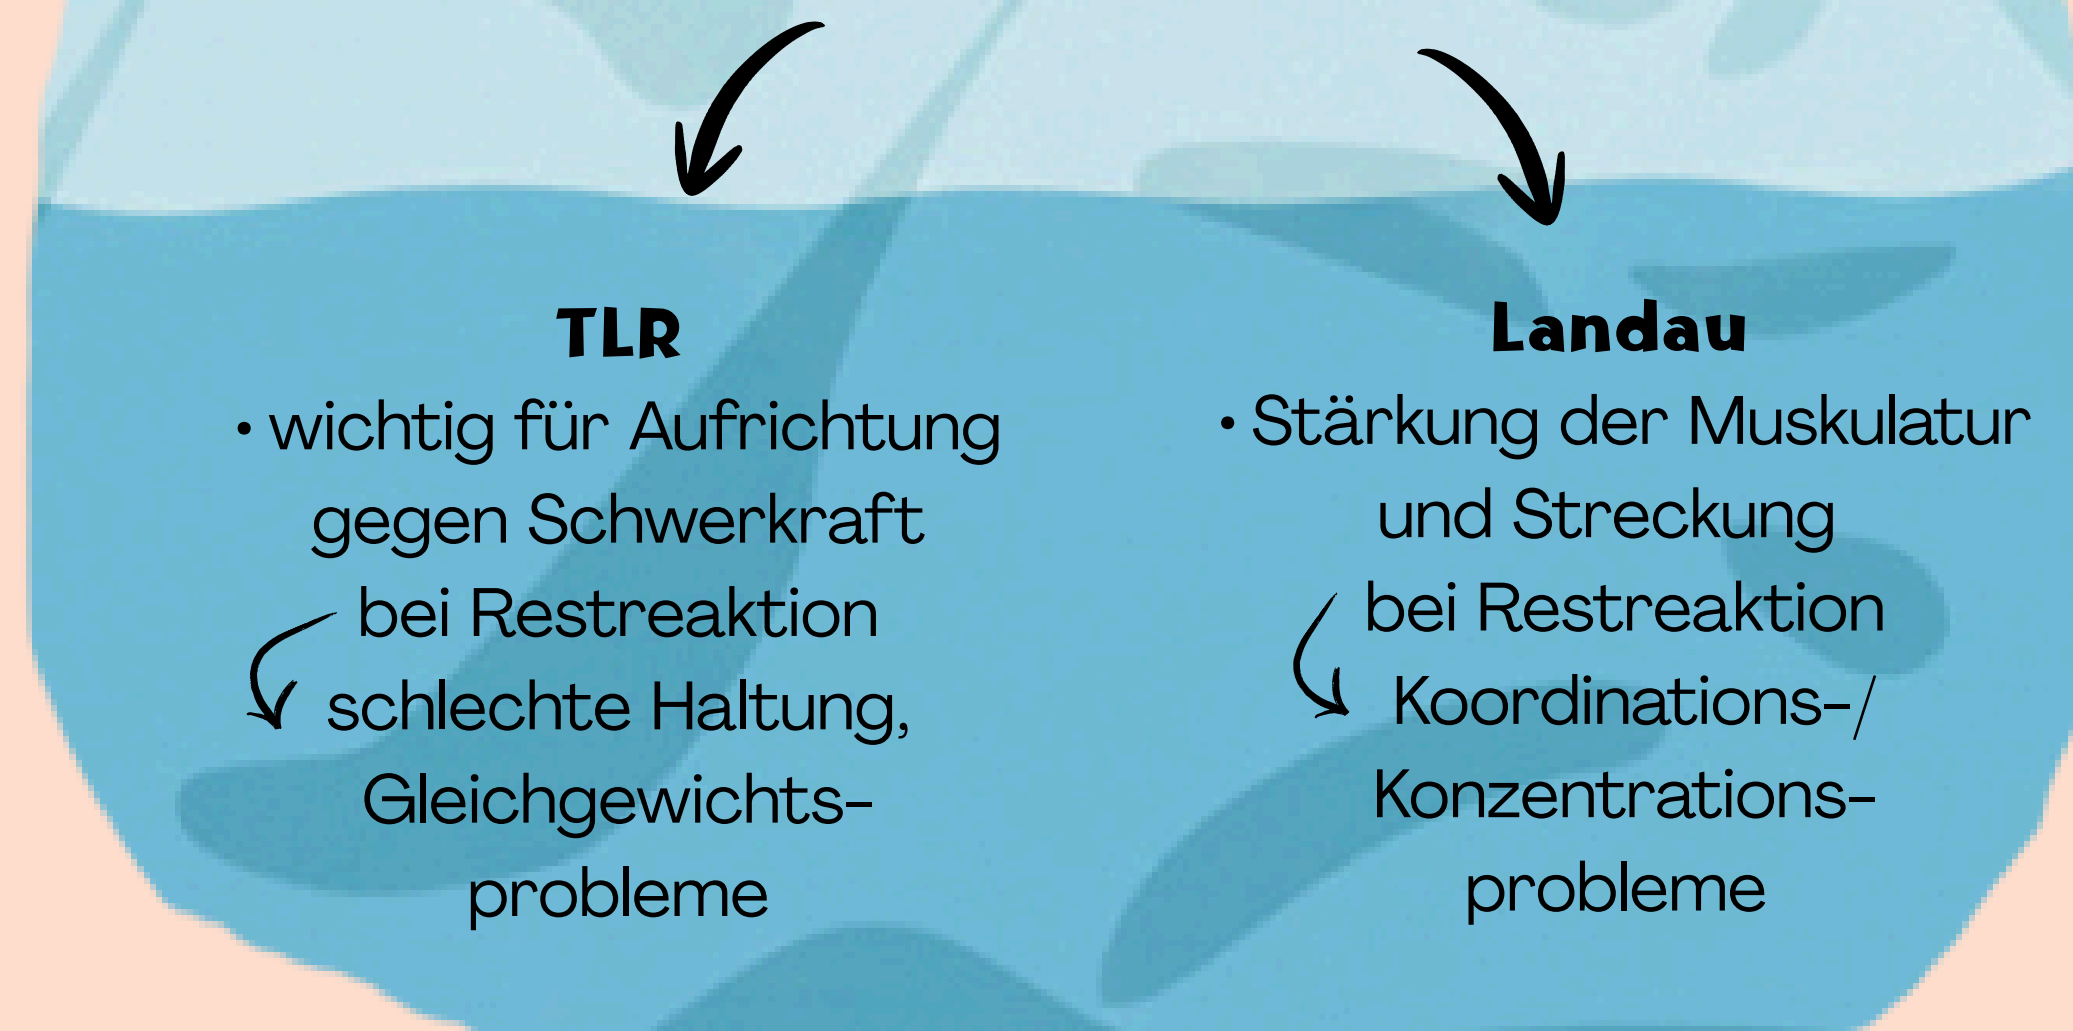 TLR
• wichtig für Aufrichtung
gegen Schwerkraft
bei Restreaktion
schlechte Haltung,
Gleichgewichts-
probleme
Landau
• Stärkung der Muskulatur
und Streckung
bei Restreaktion
Koordinations-/
Konzentrations-
probleme